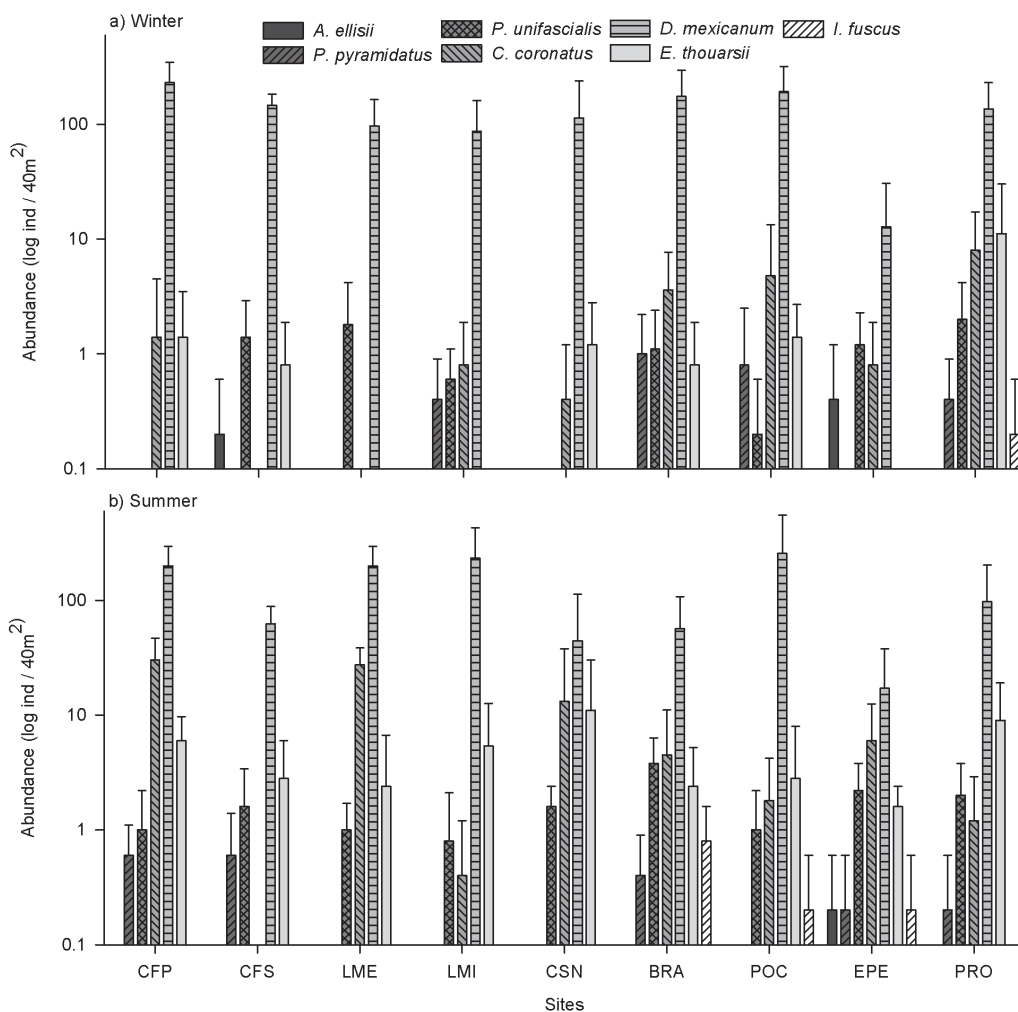 a) Winter
A. ellisii P. unifascialis D. mexicanum I. fuscus
P. pyramidatus C. coronatus E. thouarsii
Abundance (log ind / 40m²)
100
10
1
0.1
b) Summer
Abundance (log ind / 40m²)
100
10
1
0.1
CFP CFS LME LMI CSN BRA POC EPE PRO
Sites